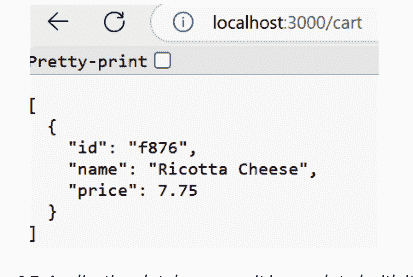 localhost:3000/cart
Pretty-print
[
{
"id": "f876",
"name": "Ricotta Cheese",
"price": 7.75
}
]